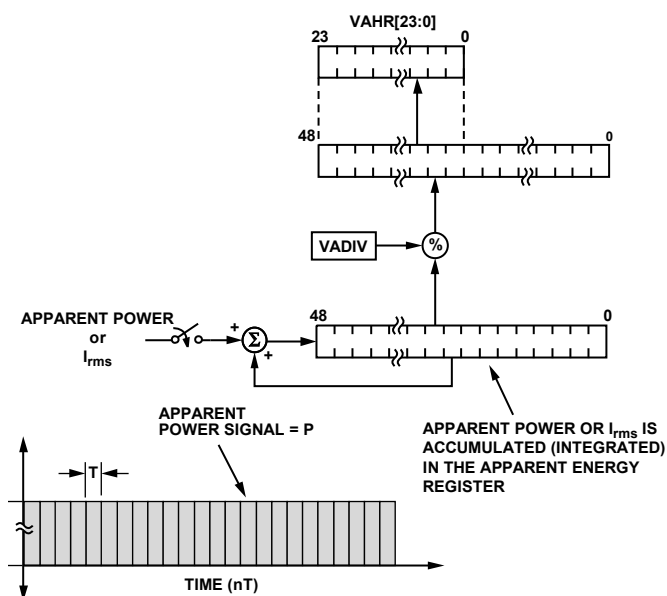 VAHR[23:0]
23 0
48 0
VADIV
%
48 0
APPARENT POWER
or
Irms
+
Σ
+
APPARENT
POWER SIGNAL = P
APPARENT POWER OR Irms IS
ACCUMULATED (INTEGRATED)
IN THE APPARENT ENERGY
REGISTER
T
TIME (nT)